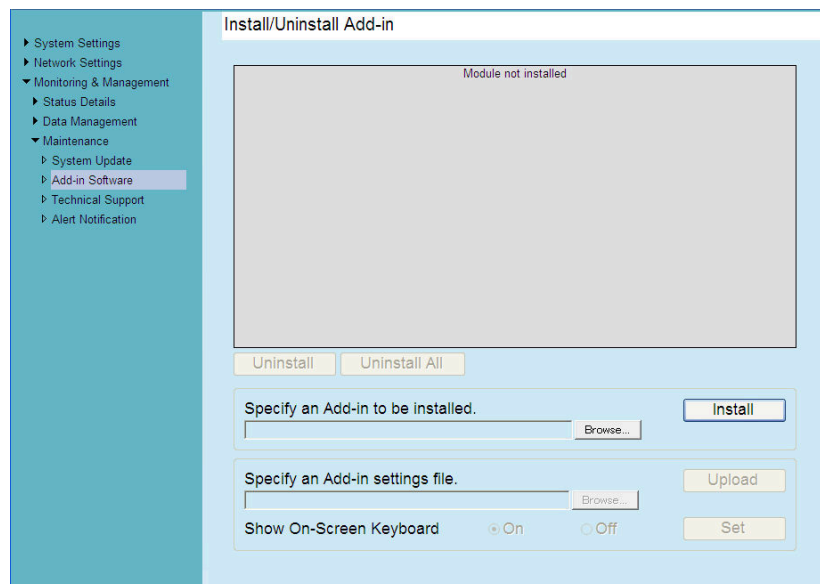 Install/Uninstall Add-in
System Settings
Network Settings
Monitoring & Management
Status Details
Data Management
Maintenance
System Update
Add-in Software
Technical Support
Alert Notification
Module not installed
Uninstall
Uninstall All
Specify an Add-in to be installed.
Install
Browse...
Specify an Add-in settings file.
Upload
Browse...
Show On-Screen Keyboard
On
Off
Set